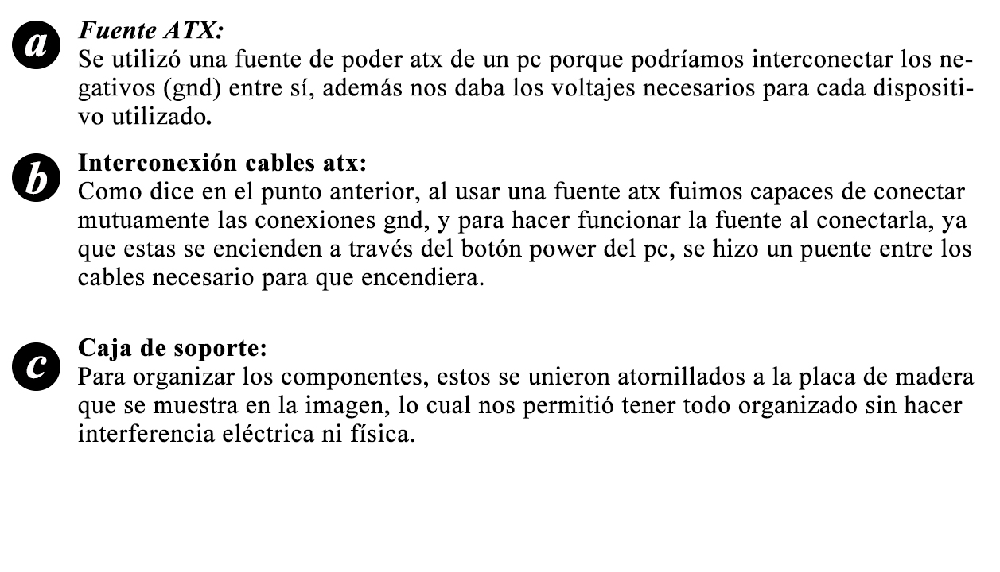 a Fuente ATX:
Se utilizó una fuente de poder atx de un pc porque podríamos interconectar los ne-
gativos (gnd) entre sí, además nos daba los voltajes necesarios para cada dispositi-
vo utilizado.
b Interconexión cables atx:
Como dice en el punto anterior, al usar una fuente atx fuimos capaces de conectar
mutuamente las conexiones gnd, y para hacer funcionar la fuente al conectarla, ya
que estas se encienden a través del botón power del pc, se hizo un puente entre los
cables necesario para que encendiera.
c Caja de soporte:
Para organizar los componentes, estos se unieron atornillados a la placa de madera
que se muestra en la imagen, lo cual nos permitió tener todo organizado sin hacer
interferencia eléctrica ni física.